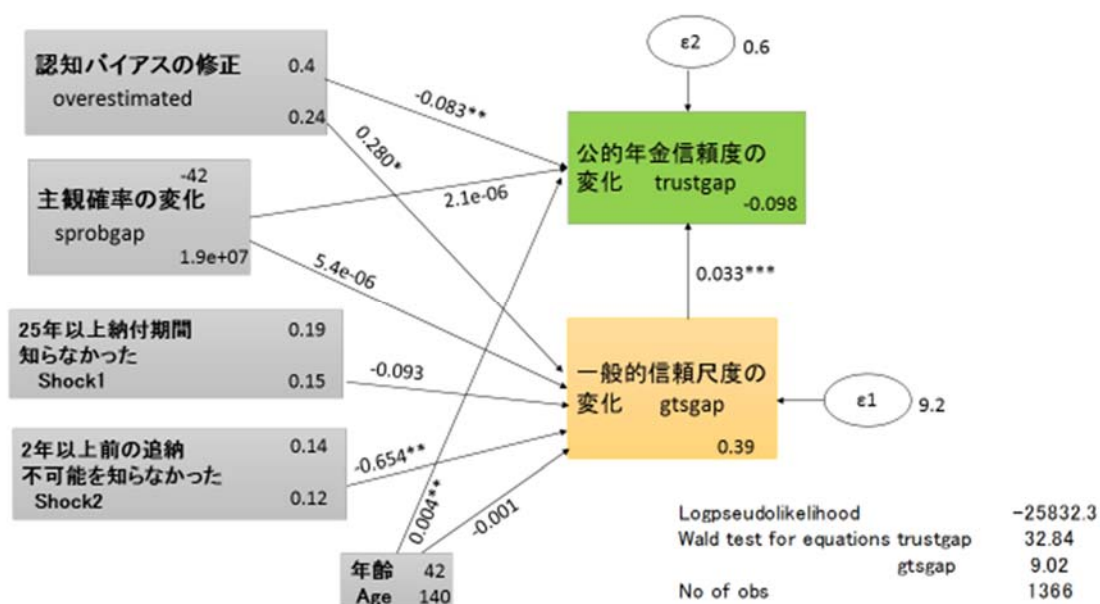 認知バイアスの修正 0.4
overestimated
0.24
-42
主観確率の変化
sprobgap
1.9e+07
25年以上納付期間 0.19
知らなかった
Shock1 0.15
2年以上前の追納 0.14
不可能を知らなかった
Shock2 0.12
年齢 42
Age 140
-0.083**
0.280*
2.1e-06
5.4e-06
-0.093
-0.654**
0.004**
-0.001
ε2 0.6
公的年金信頼度の
変化 trustgap
-0.098
0.033***
一般的信頼尺度の
変化 gtsgap
0.39
ε1 9.2
Logpseudolikelihood -25832.3
Wald test for equations trustgap 32.84
gtsgap 9.02
No of obs 1366